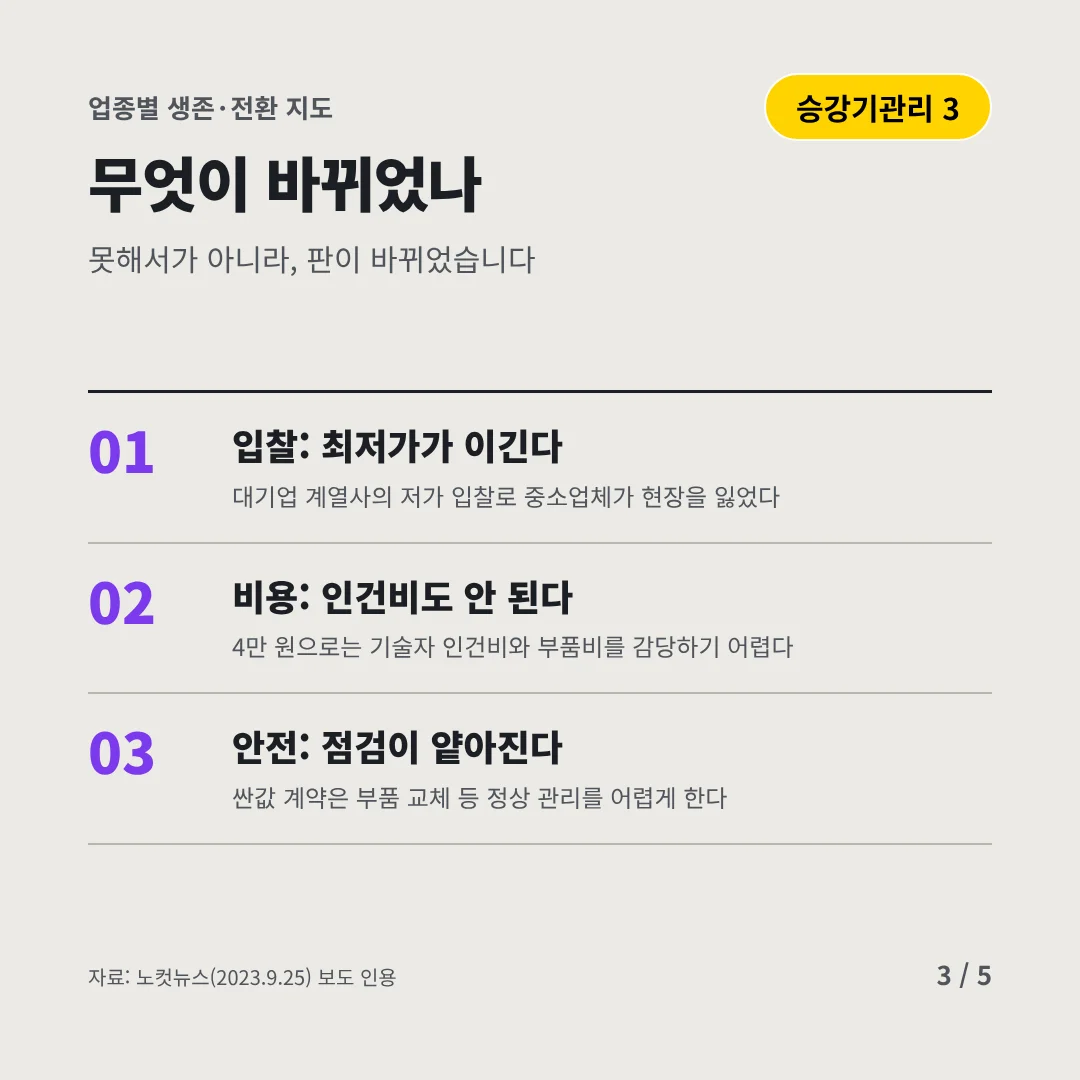 업종별 생존·전환 지도
승강기관리 3
무엇이 바뀌었나
못해서가 아니라, 판이 바뀌었습니다
01
입찰: 최저가가 이긴다
대기업 계열사의 저가 입찰로 중소업체가 현장을 잃었다
02
비용: 인건비도 안 된다
4만 원으로는 기술자 인건비와 부품비를 감당하기 어렵다
03
안전: 점검이 얕아진다
싼값 계약은 부품 교체 등 정상 관리를 어렵게 한다
자료: 노컷뉴스(2023.9.25) 보도 인용
3 / 5